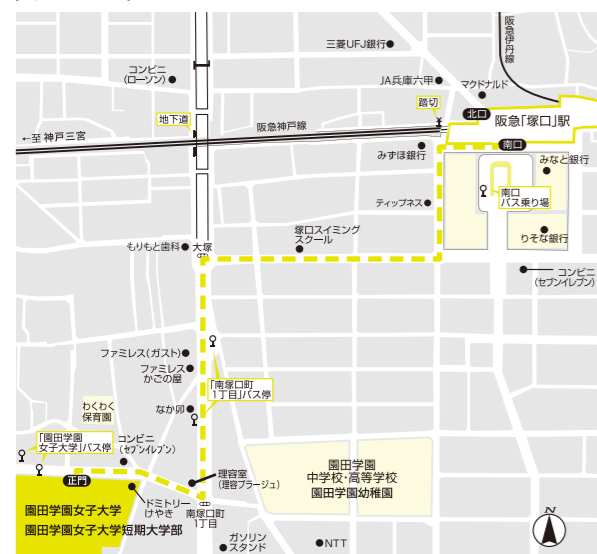 阪急伊丹線
三菱UFJ銀行
コンビニ
(ローソン)
JA兵庫六甲
マクドナルド
踏切
地下道
北口
阪急「塚口」駅
阪急神戸線
←至 神戸三宮
南口
みずほ銀行
みなと銀行
南口
バス乗り場
ティップネス
塚口スイミング
スクール
りそな銀行
もりもと歯科
大塚
コンビニ
(セブンイレブン)
ファミレス(ガスト)
ファミレス
かごの屋
「南塚口町
1丁目」バス停
わくわく
保育園
なか卯
「園田学園
女子大学」バス停
コンビニ
(セブンイレブン)
園田学園
中学校・高等学校
園田学園幼稚園
理容室
(理容プラージュ)
正門
ドミトリー
けやき
南塚口町
1丁目
園田学園女子大学
園田学園女子大学短期大学部
ガソリン
スタンド
NTT
N